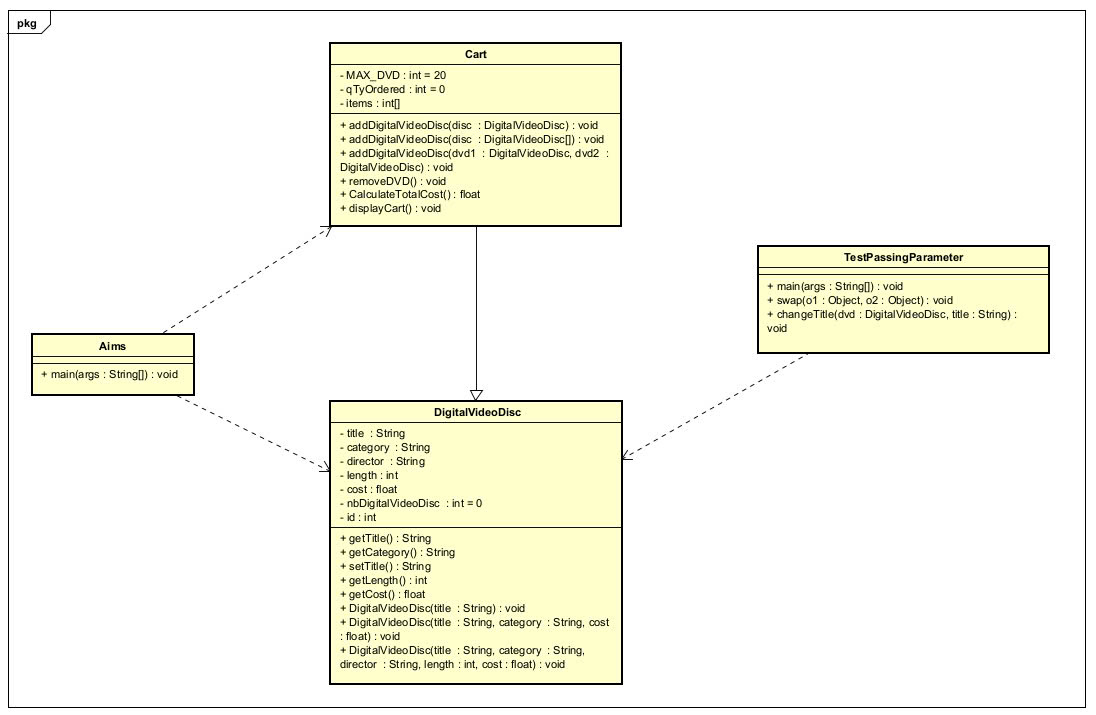 pkg
Cart
- MAX_DVD : int = 20
- qTyOrdered : int = 0
- items : int[]
+ addDigitalVideoDisc(disc : DigitalVideoDisc) : void
+ addDigitalVideoDisc(disc : DigitalVideoDisc[]) : void
+ addDigitalVideoDisc(dvd1 : DigitalVideoDisc, dvd2 :
DigitalVideoDisc) : void
+ removeDVD() : void
+ CalculateTotalCost() : float
+ displayCart() : void
TestPassingParameter
+ main(args : String[]) : void
+ swap(o1 : Object, o2 : Object) : void
+ changeTitle(dvd : DigitalVideoDisc, title : String) :
void
Aims
+ main(args : String[]) : void
DigitalVideoDisc
- title : String
- category : String
- director : String
- length : int
- cost : float
- nbDigitalVideoDisc : int = 0
- id : int
+ getTitle() : String
+ getCategory() : String
+ setTitle() : String
+ getLength() : int
+ getCost() : float
+ DigitalVideoDisc(title : String) : void
+ DigitalVideoDisc(title : String, category : String, cost
: float) : void
+ DigitalVideoDisc(title : String, category : String,
director : String, length : int, cost : float) : void